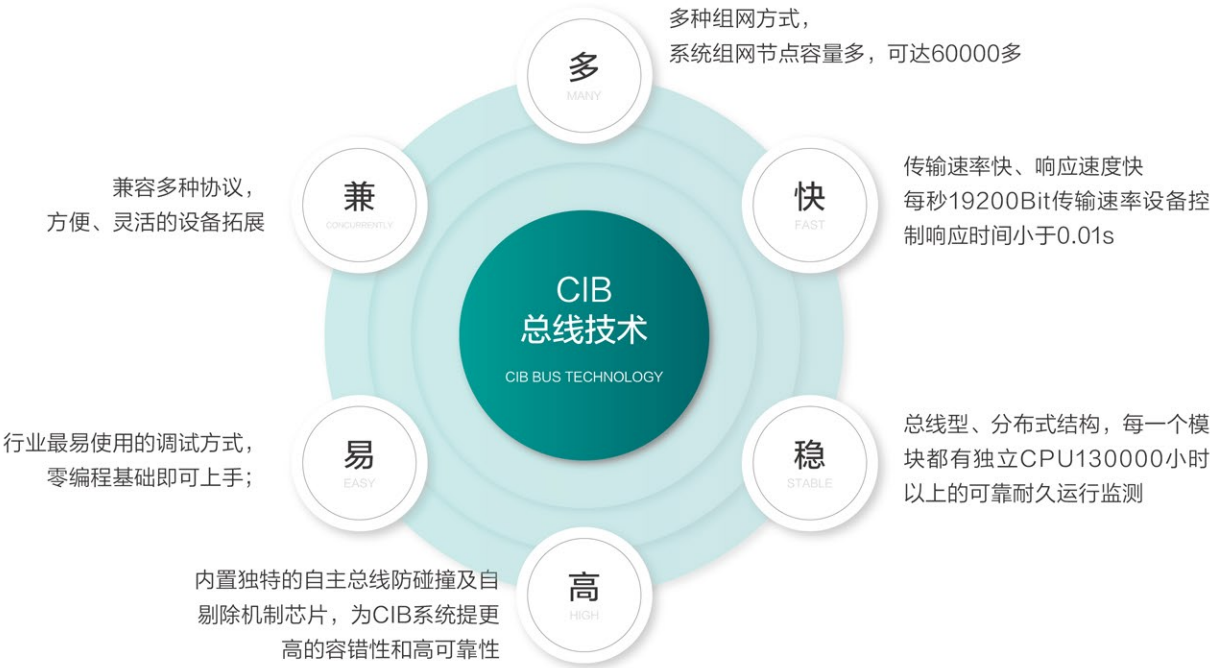 多种组网方式，
系统组网节点容量多，可达60000多
多
MANY
传输速率快、响应速度快
每秒19200Bit传输速率设备控
制响应时间小于0.01s
快
FAST
兼
CONCURRENTLY
兼容多种协议，
方便、灵活的设备拓展
CIB
总线技术
CIB BUS TECHNOLOGY
总线型、分布式结构，每一个模
块都有独立CPU130000小时
以上的可靠耐久运行监测
稳
STABLE
行业最易使用的调试方式，
零编程基础即可上手；
易
EASY
内置独特的自主总线防碰撞及自
剔除机制芯片，为CIB系统提更
高的容错性和高可靠性
高
HIGH